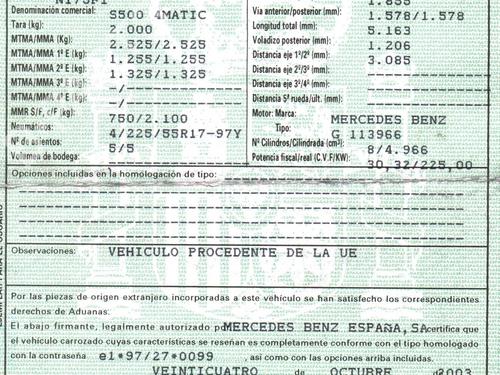 Denominación comercial: S500 4MATIC
Tara (kg): 2.000
MTMA/MMA (Kg) 2.525/2.525
MTMA/MMA 1º E (kg) 1.255/1.255
MTMA/MMA 2º E (kg) 1.325/1.325
MTMA/MMA 3º E (kg) -/-
MTMA/MMA 4º E (kg) -/-
MMR S/F, c/F (kg): 750/2.100
Neumáticos: 4/225/55R17-97Y
Nº de asientos: 5/5
Volumen de bodega:
Vía anterior/posterior (mm): 1.578/1.578
Longitud total (mm): 5.163
Voladizo posterior (mm): 1.206
Distancia eje 1º/2º (mm): 3.085
Distancia eje 2º/3º (mm):
Distancia eje 3º/4º (mm):
Distancia 5ª rueda/ult. (mm):
Motor: Marca: MERCEDES BENZ
Tipo: G 113966
Nº Cilindros/Cilindrada (cm³): 8/4.966
Potencia fiscal/real (C.V.F/KW): 30,32/225,00
Opciones incluidas en la homologación de tipo:
Observaciones: VEHICULO PROCEDENTE DE LA UE
Por las piezas de origen extranjero incorporadas a este vehículo se han satisfecho los correspondientes
derechos de Aduanas:
El abajo firmante, legalmente autorizado por MERCEDES BENZ ESPAÑA, SA certifica que
el vehículo carrozado cuyas características se reseñan es completamente conforme con el tipo homologado
con la contraseña e1*97/27*0099 , así como con las opciones arriba incluidas.
VEINTICUATRO de OCTUBRE d2003